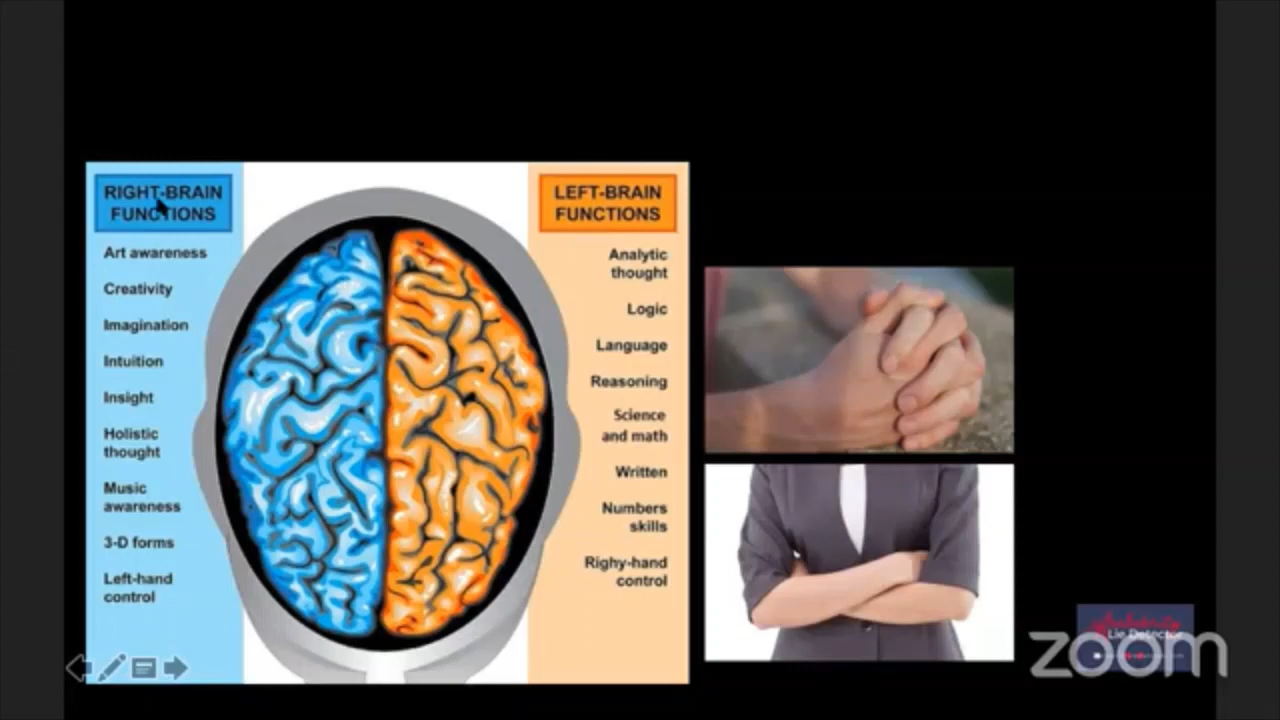 RIGHT-BRAIN
FUNCTIONS
Art awareness
Creativity
Imagination
Intuition
Insight
Holistic
thought
Music
awareness
3-D forms
Left-hand
control
LEFT-BRAIN
FUNCTIONS
Analytic
thought
Logic
Language
Reasoning
Science
and math
Written
Numbers
skills
Righy-hand
control
Lie Detector
zoom